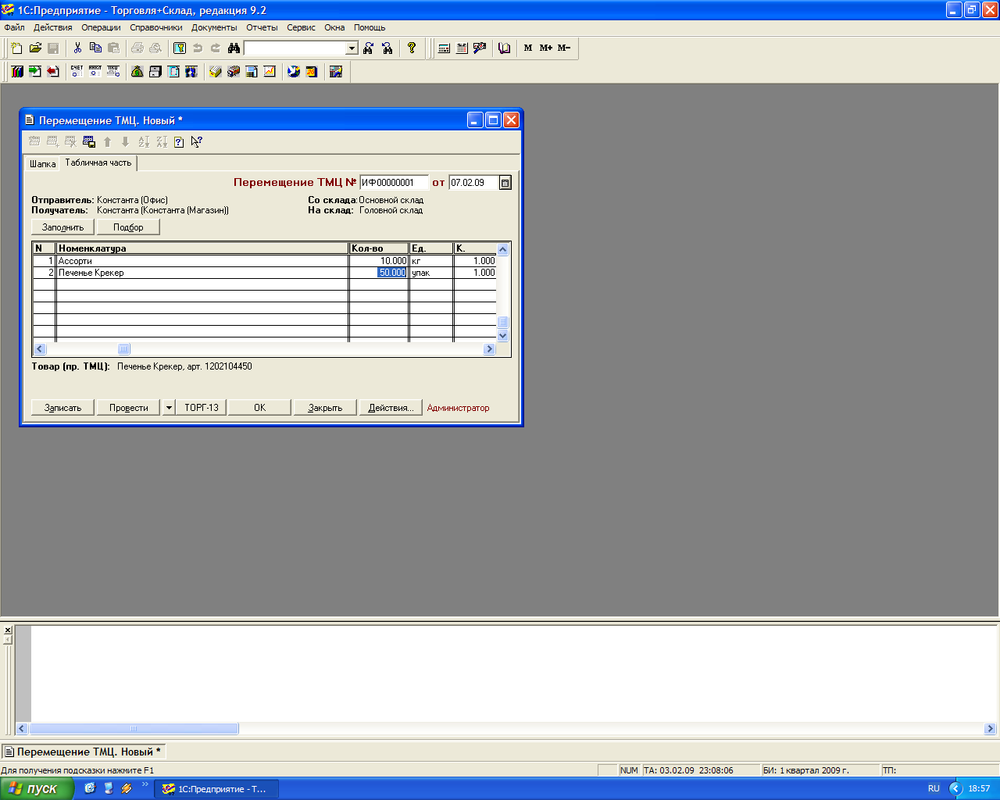 1С:Предприятие - Торговля+Склад, редакция 9.2
Файл Действия Операции Справочники Документы Отчеты Сервис Окна Помощь
М М+ М−
СЧЕТ
Перемещение ТМЦ. Новый *
Шапка Табличная часть
Перемещение ТМЦ № ИФ00000001 от 07.02.09
Отправитель: Константа (Офис) Со склада: Основной склад
Получатель: Константа (Константа (Магазин)) На склад: Головной склад
Заполнить Подбор
N Номенклатура Кол-во Ед. К.
1 Ассорти 10.000 кг 1.000
2 Печенье Крекер 50.000 упак 1.000
Товар (пр. ТМЦ): Печенье Крекер, арт. 1202104450
Записать Провести ТОРГ-13 OK Закрыть Действия... Администратор
Перемещение ТМЦ. Новый *
Для получения подсказки нажмите F1 NUM ТА: 03.02.09 23:08:06 БИ: 1 квартал 2009 г. ТП:
пуск 1С:Предприятие - Т... RU 18:57